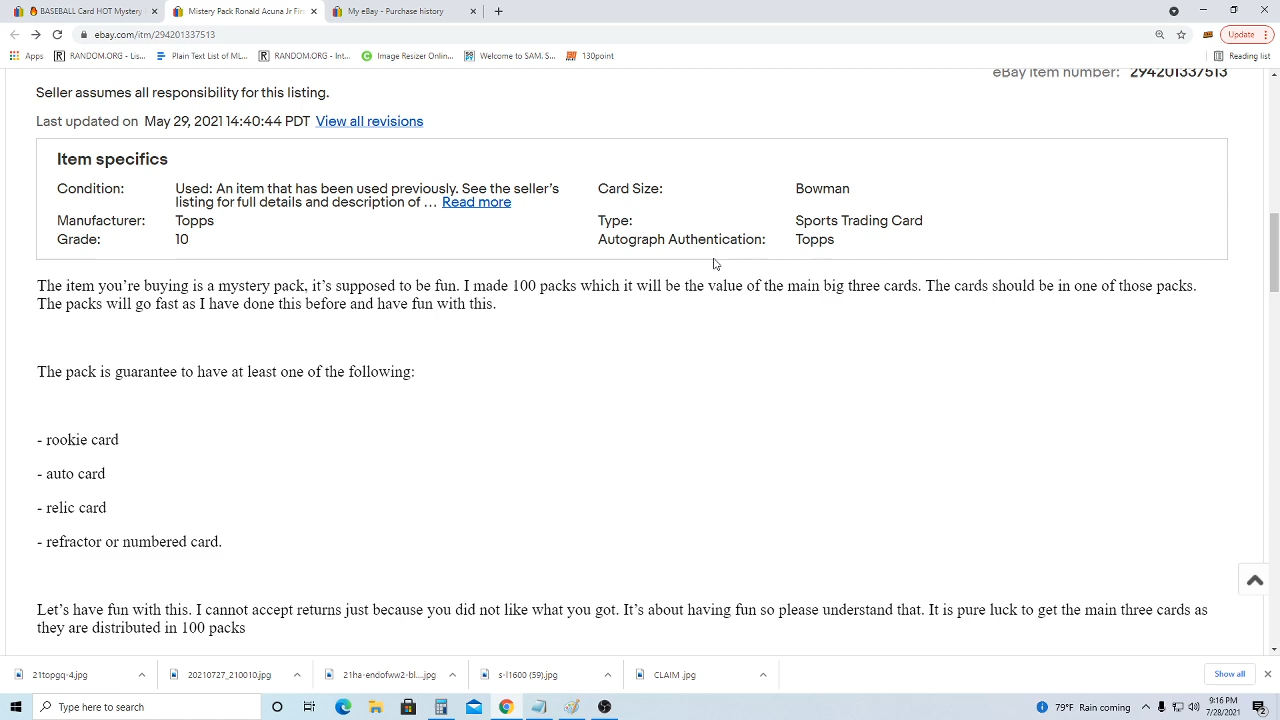 BASEBALL Card HOT Mystery
Mistery Pack Ronald Acuna Jr Firs
My eBay - Purchase history
ebay.com/itm/294201337513
Update
Apps
RANDOM.ORG - Lis...
Plain Text List of ML...
RANDOM.ORG - Int...
Image Resizer Onlin...
Welcome to SAM. S...
130point
Reading list
eBay item number: 294201337513
Seller assumes all responsibility for this listing.
Last updated on May 29, 2021 14:40:44 PDT View all revisions
Item specifics
Condition: Used: An item that has been used previously. See the seller's
listing for full details and description of ... Read more
Card Size: Bowman
Manufacturer: Topps
Type: Sports Trading Card
Grade: 10
Autograph Authentication: Topps
The item you're buying is a mystery pack, it's supposed to be fun. I made 100 packs which it will be the value of the main big three cards. The cards should be in one of those packs.
The packs will go fast as I have done this before and have fun with this.
The pack is guarantee to have at least one of the following:
- rookie card
- auto card
- relic card
- refractor or numbered card.
Let's have fun with this. I cannot accept returns just because you did not like what you got. It's about having fun so please understand that. It is pure luck to get the main three cards as
they are distributed in 100 packs
21topgq-4.jpg
20210727_210010.jpg
21ha-endofww2-bl....jpg
s-l1600 (59).jpg
CLAIM .jpg
Show all
Type here to search
79°F Raining coming
9:16 PM
7/28/2021
2